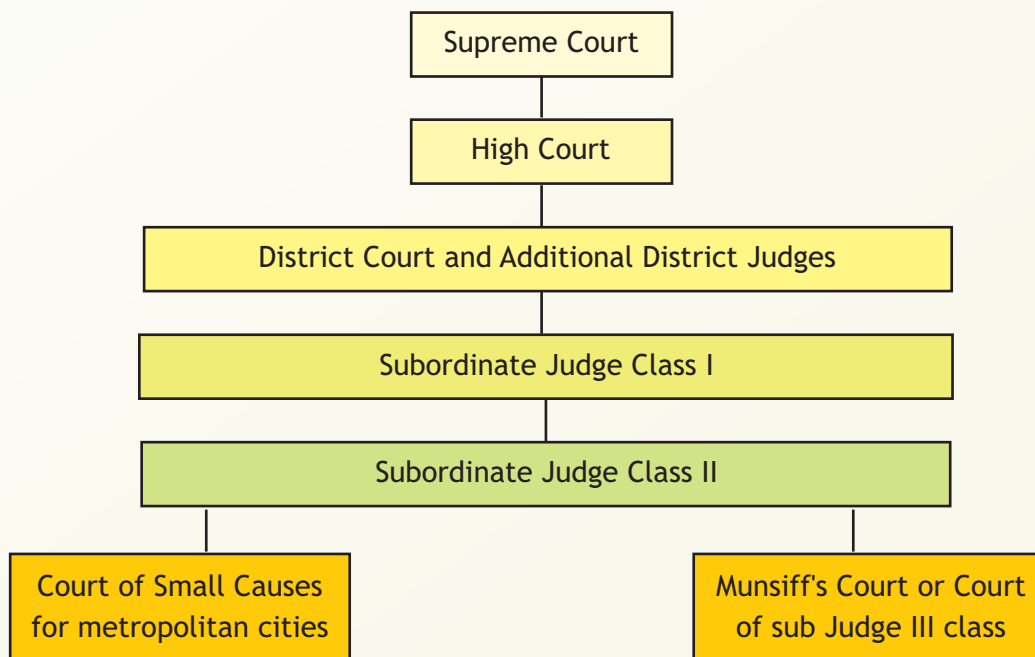 Supreme Court
High Court
District Court and Additional District Judges
Subordinate Judge Class I
Subordinate Judge Class II
Court of Small Causes
for metropolitan cities
Munsiff's Court or Court
of sub Judge III class